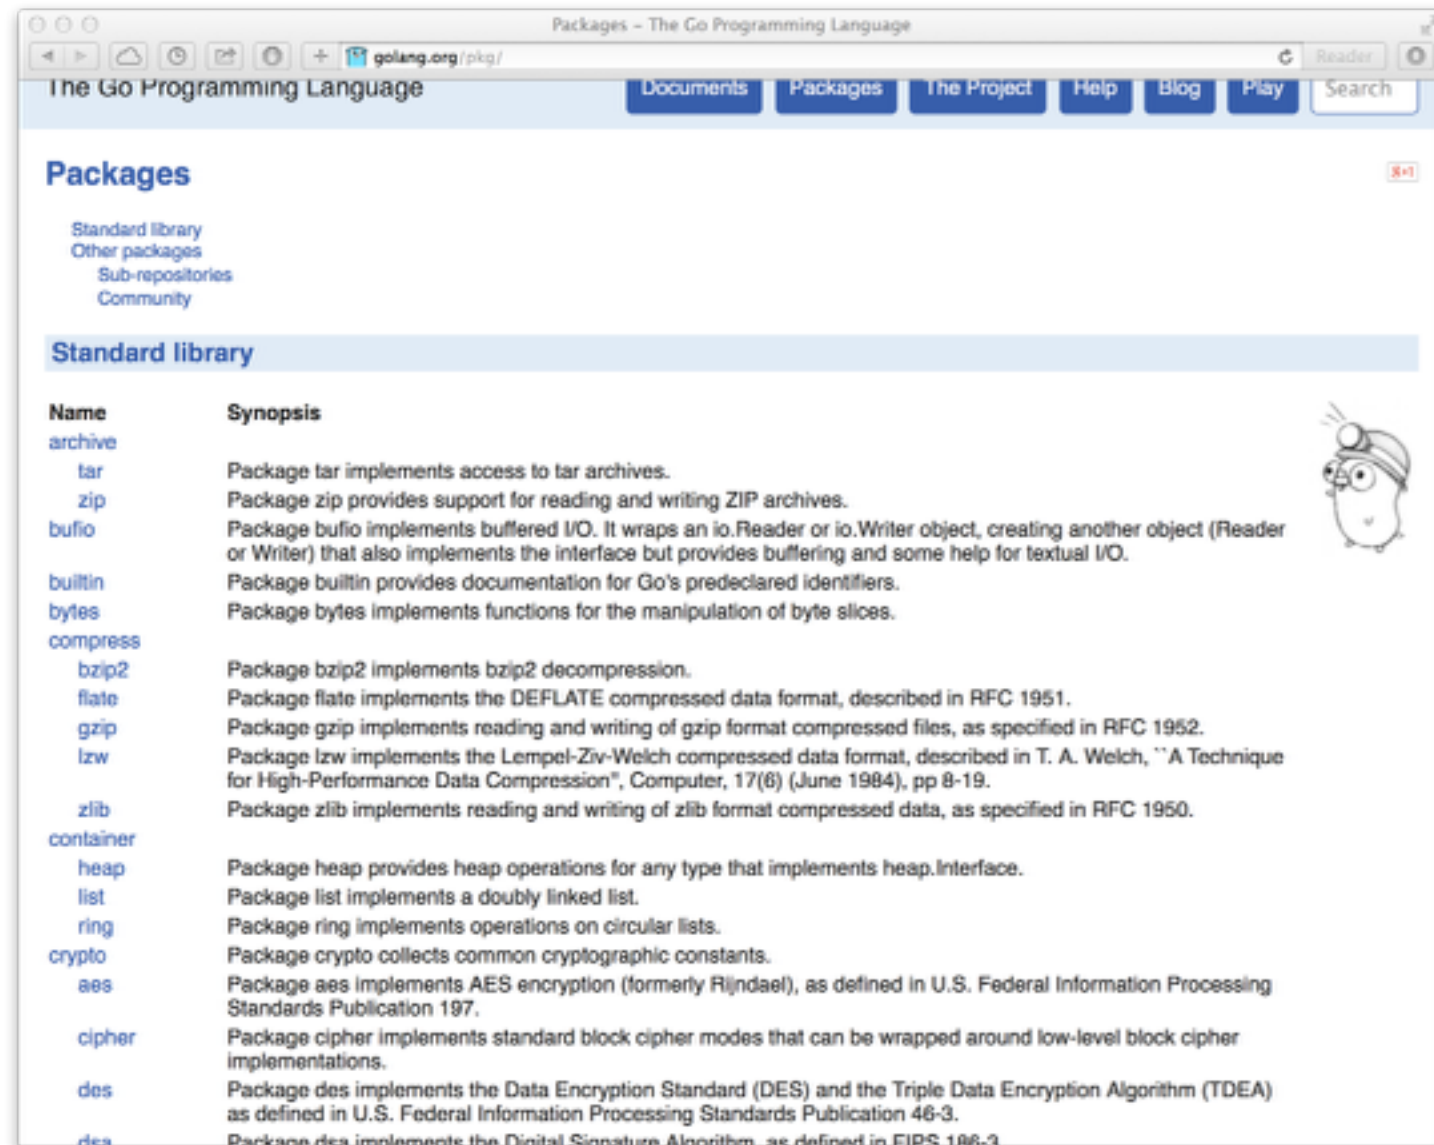 Packages – The Go Programming Language
golang.org/pkg/
Reader
The Go Programming Language
Documents
Packages
The Project
Help
Blog
Play
Search
Packages
Standard library
Other packages
Sub-repositories
Community
Standard library
Name Synopsis
archive
tar Package tar implements access to tar archives.
zip Package zip provides support for reading and writing ZIP archives.
bufio Package bufio implements buffered I/O. It wraps an io.Reader or io.Writer object, creating another object (Reader
or Writer) that also implements the interface but provides buffering and some help for textual I/O.
builtin Package builtin provides documentation for Go's predeclared identifiers.
bytes Package bytes implements functions for the manipulation of byte slices.
compress
bzip2 Package bzip2 implements bzip2 decompression.
flate Package flate implements the DEFLATE compressed data format, described in RFC 1951.
gzip Package gzip implements reading and writing of gzip format compressed files, as specified in RFC 1952.
lzw Package lzw implements the Lempel-Ziv-Welch compressed data format, described in T. A. Welch, ``A Technique
for High-Performance Data Compression'', Computer, 17(6) (June 1984), pp 8-19.
zlib Package zlib implements reading and writing of zlib format compressed data, as specified in RFC 1950.
container
heap Package heap provides heap operations for any type that implements heap.Interface.
list Package list implements a doubly linked list.
ring Package ring implements operations on circular lists.
crypto Package crypto collects common cryptographic constants.
aes Package aes implements AES encryption (formerly Rijndael), as defined in U.S. Federal Information Processing
Standards Publication 197.
cipher Package cipher implements standard block cipher modes that can be wrapped around low-level block cipher
implementations.
des Package des implements the Data Encryption Standard (DES) and the Triple Data Encryption Algorithm (TDEA)
as defined in U.S. Federal Information Processing Standards Publication 46-3.
dsa Package dsa implements the Digital Signature Algorithm, as defined in FIPS 186-3.